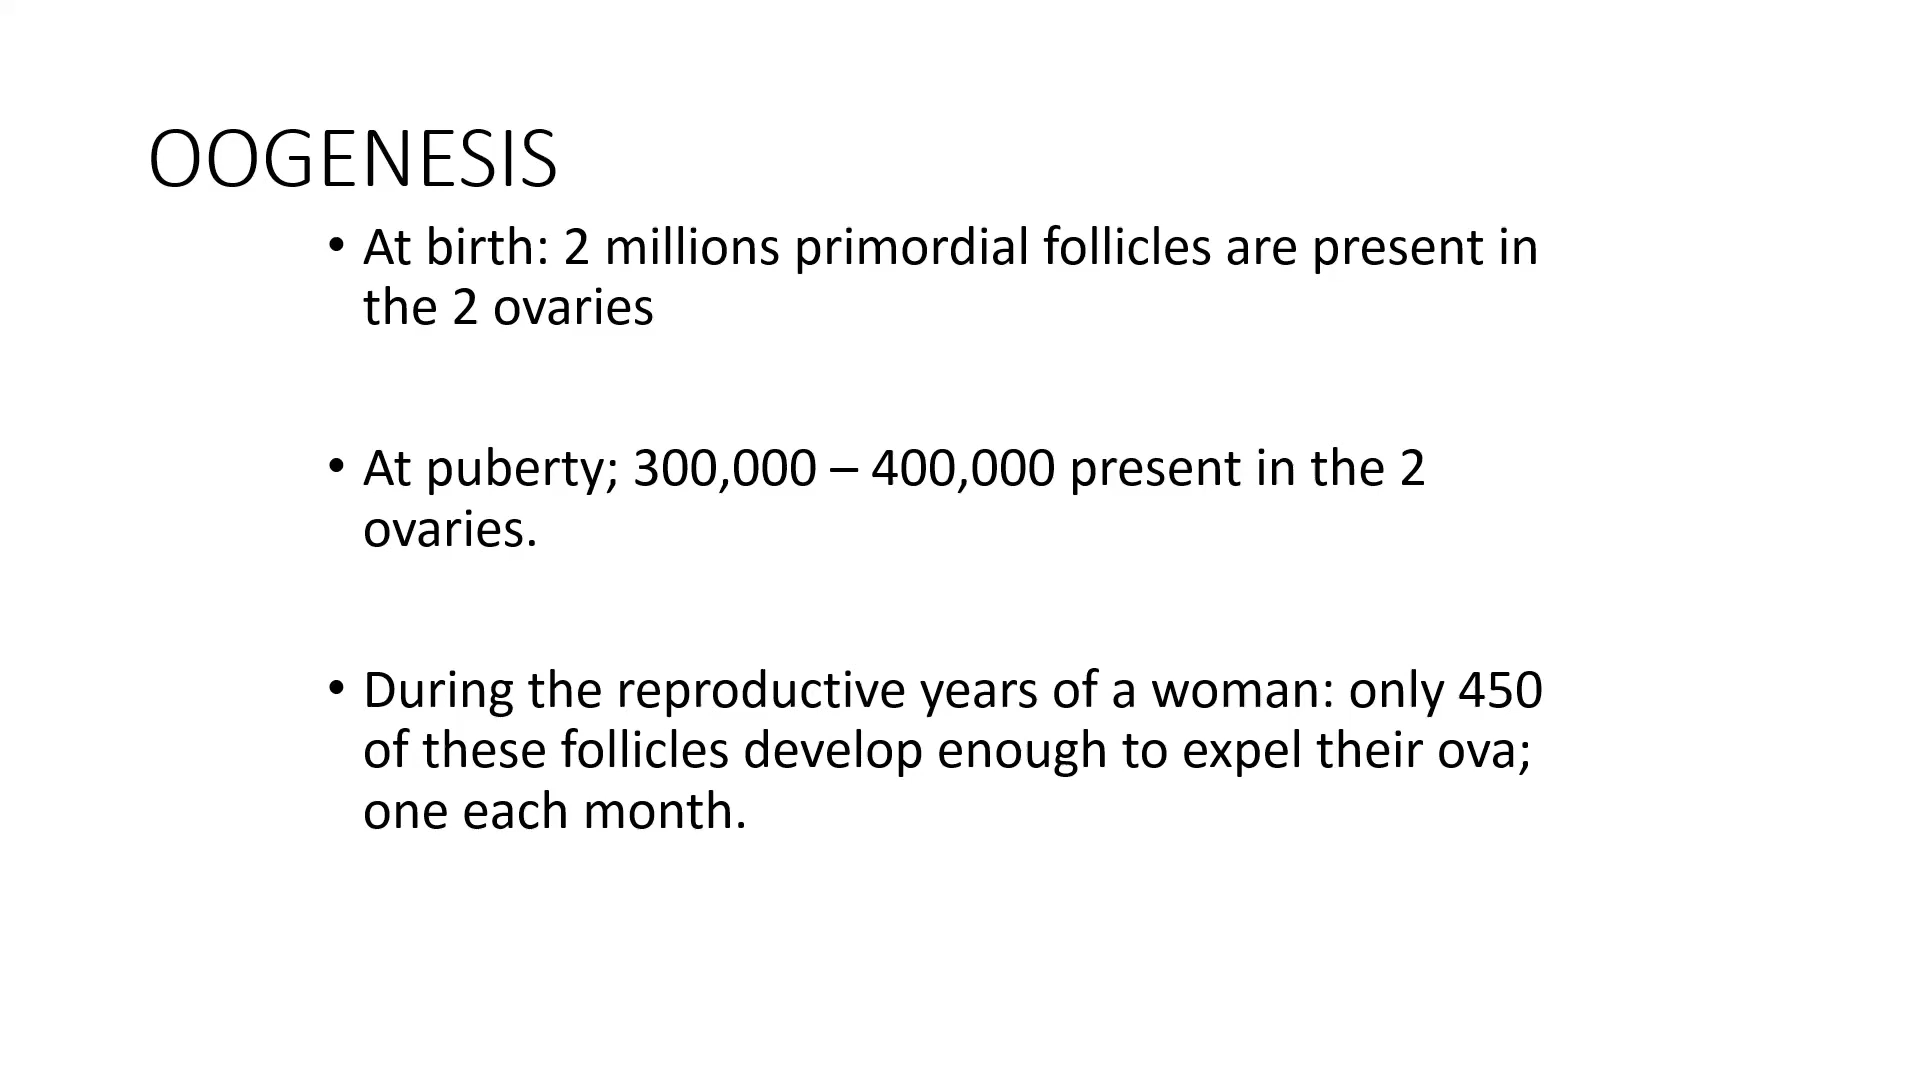 OOGENESIS
• At birth: 2 millions primordial follicles are present in
the 2 ovaries
• At puberty; 300,000 – 400,000 present in the 2
ovaries.
• During the reproductive years of a woman: only 450
of these follicles develop enough to expel their ova;
one each month.